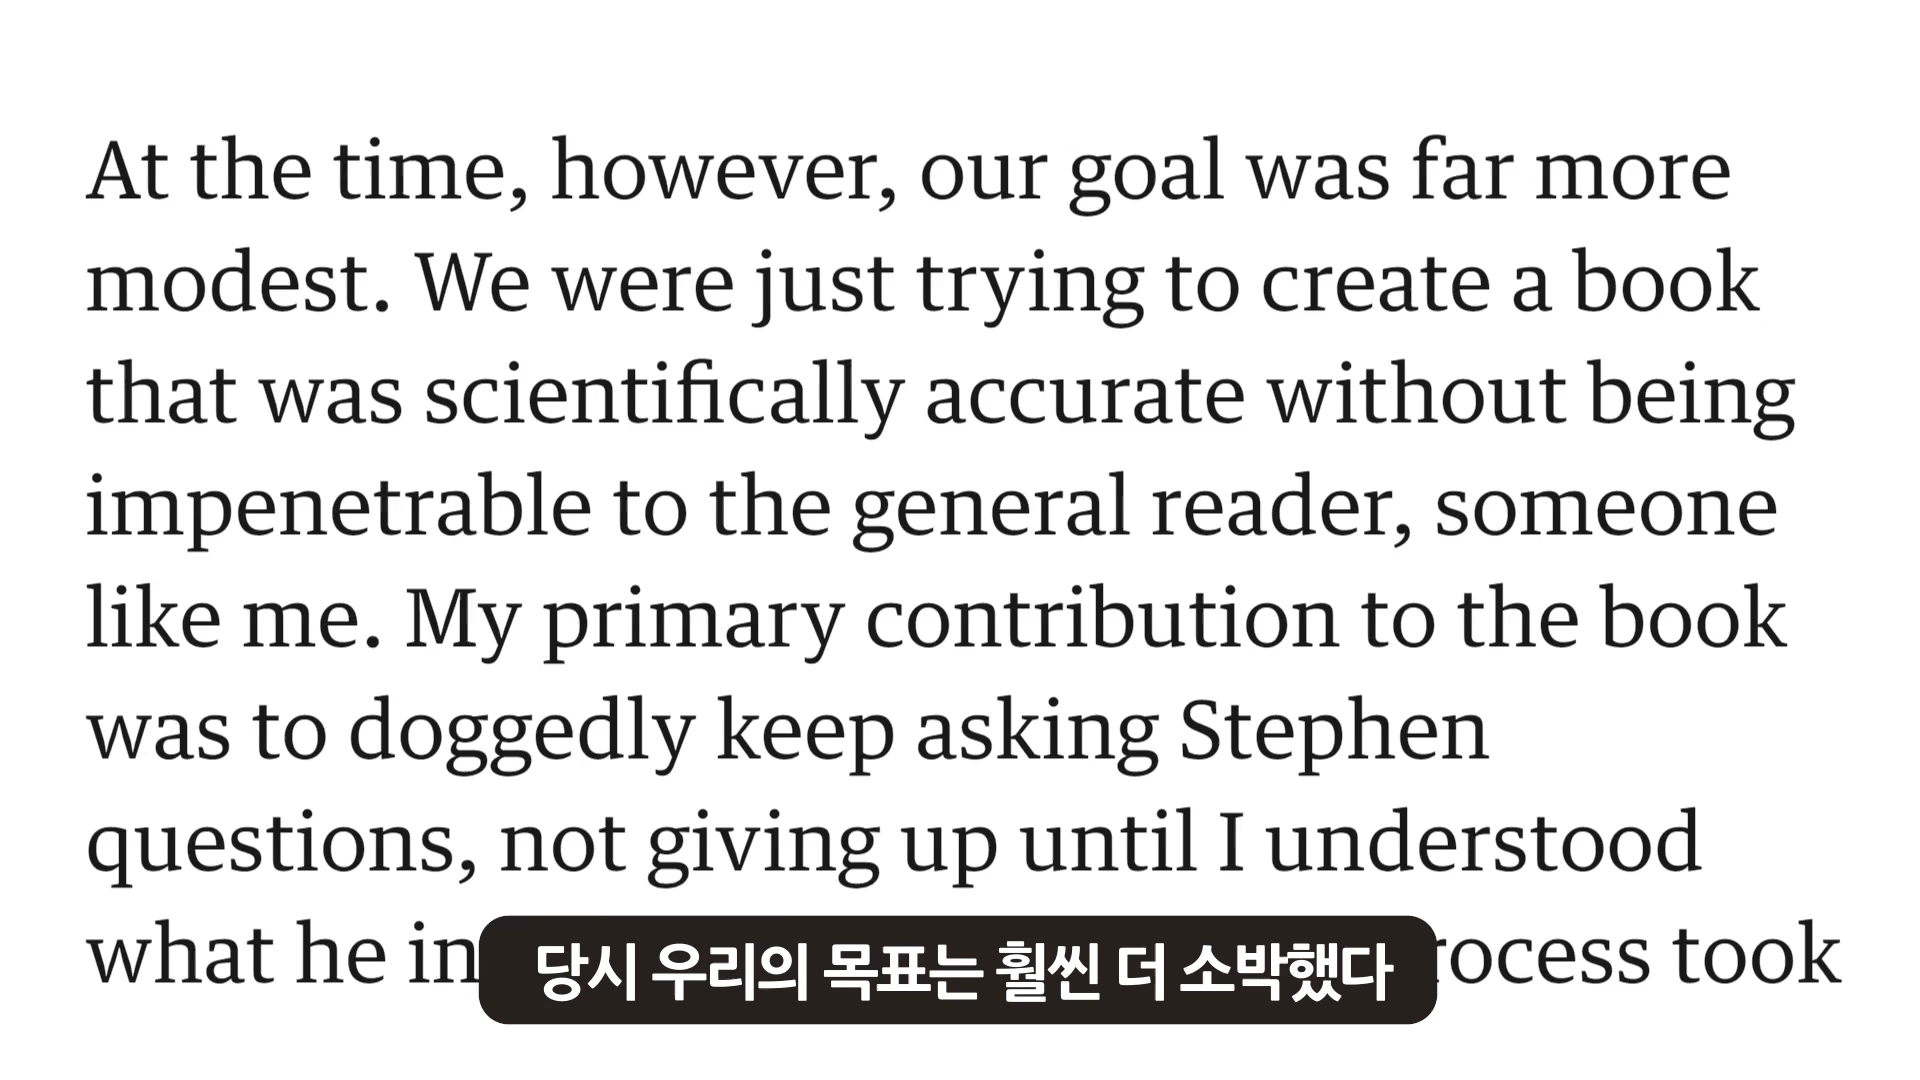 At the time, however, our goal was far more
modest. We were just trying to create a book
that was scientifically accurate without being
impenetrable to the general reader, someone
like me. My primary contribution to the book
was to doggedly keep asking Stephen
questions, not giving up until I understood
what he in rocess took
당시 우리의 목표는 훨씬 더 소박했다